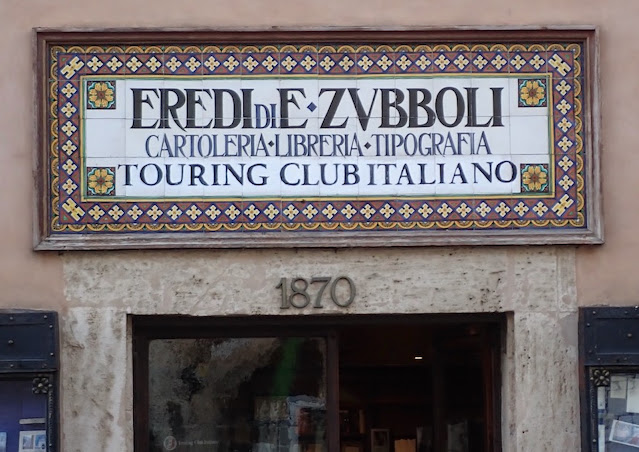 EREDI DI E·ZVBBOLI
CARTOLERIA·LIBRERIA·TIPOGRAFIA
TOURING CLUB ITALIANO
1870